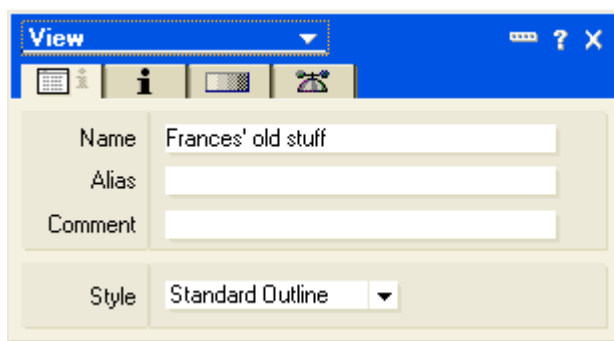 View ?
i
Name Frances' old stuff
Alias
Comment
Style Standard Outline